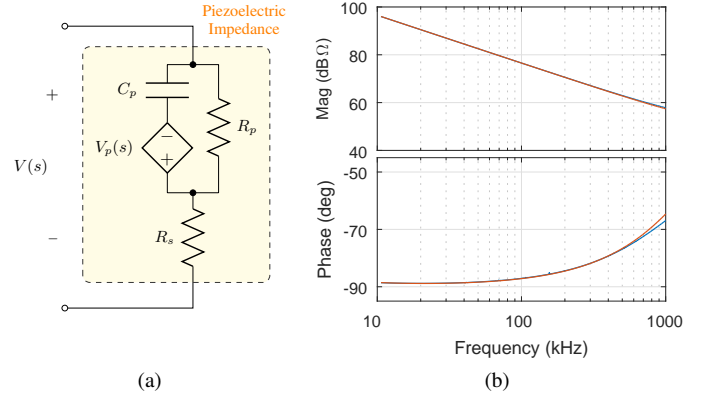 Piezoelectric
Impedance
+
C_p
R_p
V_p(s)
−
+
V(s)
−
R_s
(a)
Mag (dBΩ)
100
80
60
40
Phase (deg)
-50
-70
-90
10
100
1000
Frequency (kHz)
(b)